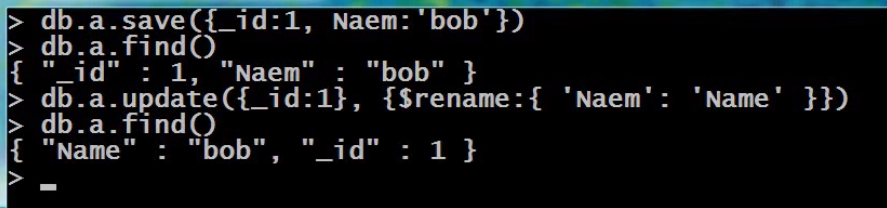 > db.a.save({_id:1, Naem:'bob'})
> db.a.find()
{ "_id" : 1, "Naem" : "bob" }
> db.a.update({_id:1}, {$rename:{ 'Naem': 'Name' }})
> db.a.find()
{ "Name" : "bob", "_id" : 1 }
> _